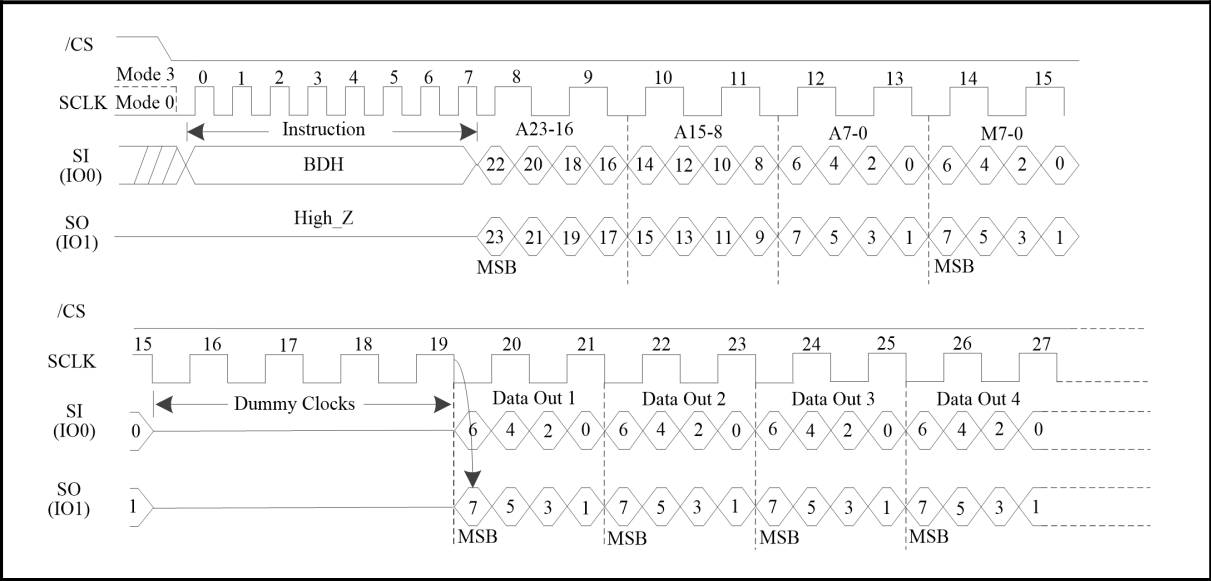 /CS
Mode 3 0 1 2 3 4 5 6 7 8 9 10 11 12 13 14 15
SCLK Mode 0
Instruction A23-16 A15-8 A7-0 M7-0
SI
(IO0) BDH 22 20 18 16 14 12 10 8 6 4 2 0 6 4 2 0
SO High_Z
(IO1) 23 21 19 17 15 13 11 9 7 5 3 1 7 5 3 1
MSB MSB
/CS
15 16 17 18 19 20 21 22 23 24 25 26 27
SCLK
Dummy Clocks Data Out 1 Data Out 2 Data Out 3 Data Out 4
SI
(IO0) 0 6 4 2 0 6 4 2 0 6 4 2 0 6 4 2 0
SO
(IO1) 1 7 5 3 1 7 5 3 1 7 5 3 1 7 5 3 1
MSB MSB MSB MSB